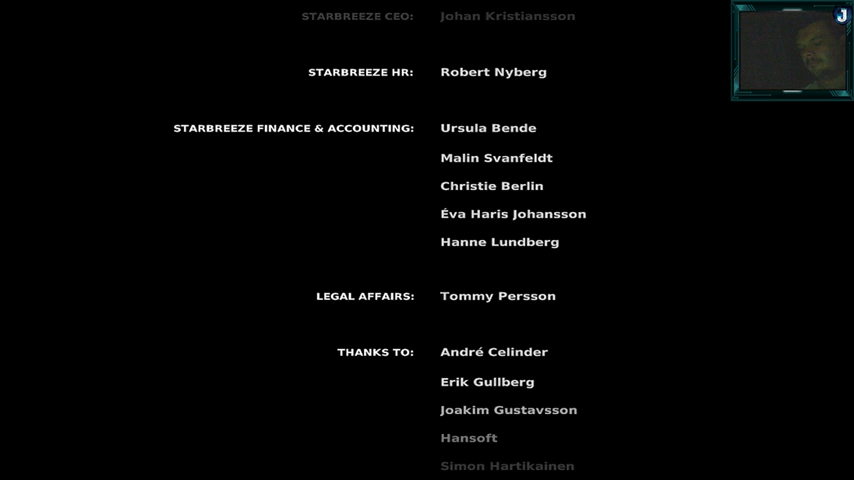 STARBREEZE CEO: Johan Kristiansson
STARBREEZE HR: Robert Nyberg
STARBREEZE FINANCE & ACCOUNTING: Ursula Bende
Malin Svanfeldt
Christie Berlin
Éva Haris Johansson
Hanne Lundberg
LEGAL AFFAIRS: Tommy Persson
THANKS TO: André Celinder
Erik Gullberg
Joakim Gustavsson
Hansoft
Simon Hartikainen
J